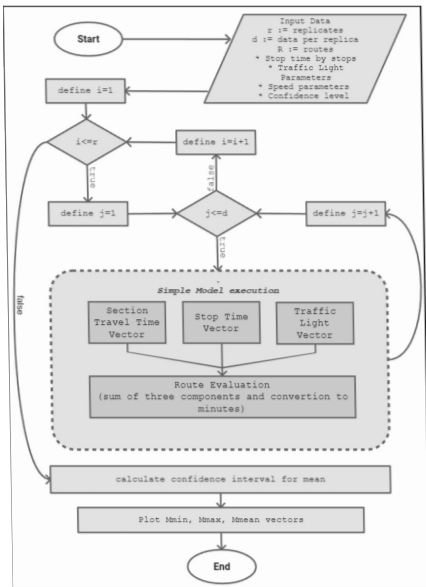 Start
Input Data
r := replicates
d := data per replica
R := routes
* Stop time by stops
* Traffic Light
Parameters
* Speed parameters
* Confidence level
define i=1
i<=r
define i=i+1
true
false
define j=1
j<=d
define j=j+1
true
false
Simple Model execution
Section
Travel Time
Vector
Stop Time
Vector
Traffic
Light
Vector
Route Evaluation
(sum of three components and convertion to
minutes)
calculate confidence interval for mean
Plot Mmin, Mmax, Mmean vectors
End